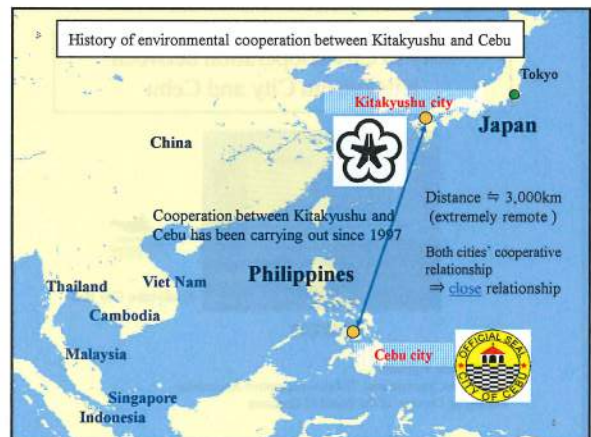 History of environmental cooperation between Kitakyushu and Cebu
Tokyo
Kitakyushu city
Japan
China
Distance ≒ 3,000km
(extremely remote )
Cooperation between Kitakyushu and
Cebu has been carrying out since 1997
Both cities' cooperative
relationship
⇒ close relationship
Philippines
Thailand
Viet Nam
Cambodia
Malaysia
Cebu city
OFFICIAL SEAL
CITY OF CEBU
Singapore
Indonesia